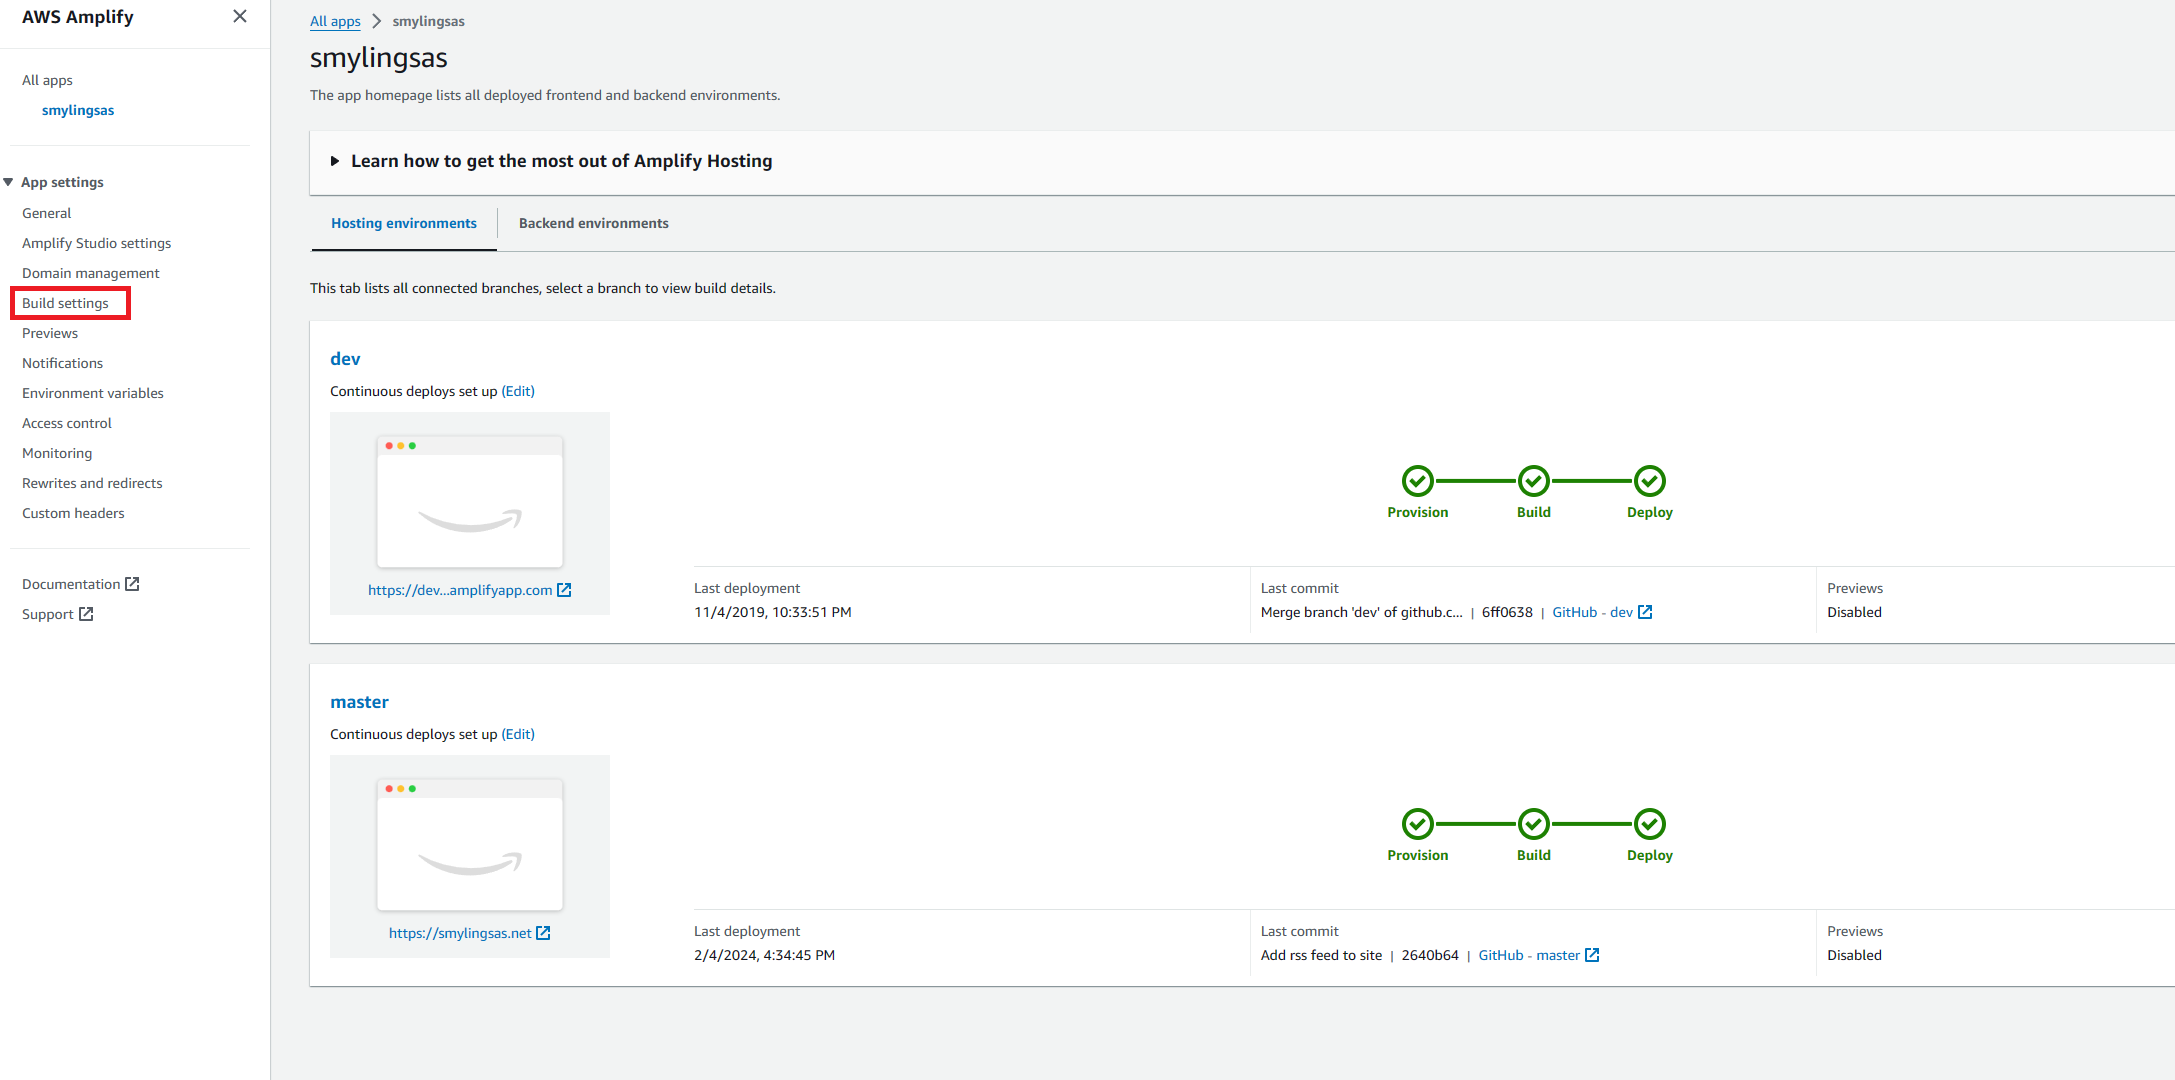 AWS Amplify
All apps
smylingsas
App settings
General
Amplify Studio settings
Domain management
Build settings
Previews
Notifications
Environment variables
Access control
Monitoring
Rewrites and redirects
Custom headers
Documentation
Support
All apps smylingsas
smylingsas
The app homepage lists all deployed frontend and backend environments.
Learn how to get the most out of Amplify Hosting
Hosting environments Backend environments
This tab lists all connected branches, select a branch to view build details.
dev
Continuous deploys set up (Edit)
https://dev...amplifyapp.com
Provision Build Deploy
Last deployment
11/4/2019, 10:33:51 PM
Last commit
Merge branch 'dev' of github.c... | 6ff0638 | GitHub - dev
Previews
Disabled
master
Continuous deploys set up (Edit)
https://smylingsas.net
Provision Build Deploy
Last deployment
2/4/2024, 4:34:45 PM
Last commit
Add rss feed to site | 2640b64 | GitHub - master
Previews
Disabled